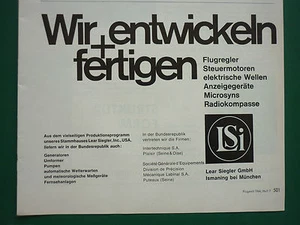 Wir entwickeln
+
fertigen
Flugregler
Steuermotoren
elektrische Wellen
Anzeigegeräte
Microsyns
Radiokompasse
Aus dem vielseitigen Produktionsprogramm
unseres Stammhauses Lear Siegler, Inc., USA,
liefern wir in der Bundesrepublik auch:
Generatoren
Umformer
Pumpen
automatische Wetterwarten
und meteorologische Meßgeräte
Fernsehanlagen
In der Bundesrepublik
vertreten wir die Firmen:
Intertechnique S.A.
Plaisir (Seine & Oise)
Société Générale d'Equipements
Division de Précision
Mécanique Labinal S.A.
Puteaux (Seine)
LSi
Lear Siegler GmbH
Ismaning bei München
301